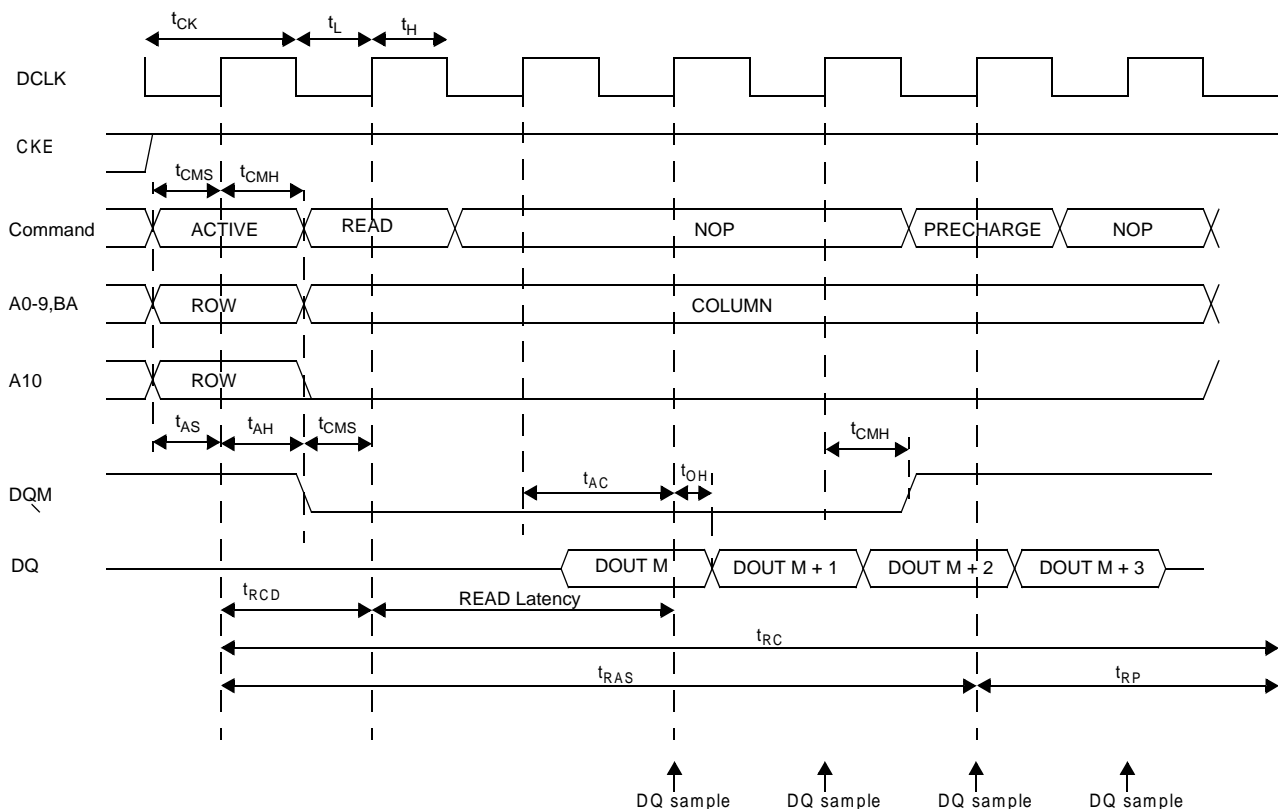 tCK tL tH
DCLK
CKE
tCMS tCMH
Command ACTIVE READ NOP PRECHARGE NOP
A0-9,BA ROW COLUMN
A10 ROW
tAS tAH tCMS tCMH
DQM tAC tOH
DQ DOUT M DOUT M + 1 DOUT M + 2 DOUT M + 3
tRCD READ Latency
tRC
tRAS tRP
DQ sample DQ sample DQ sample DQ sample